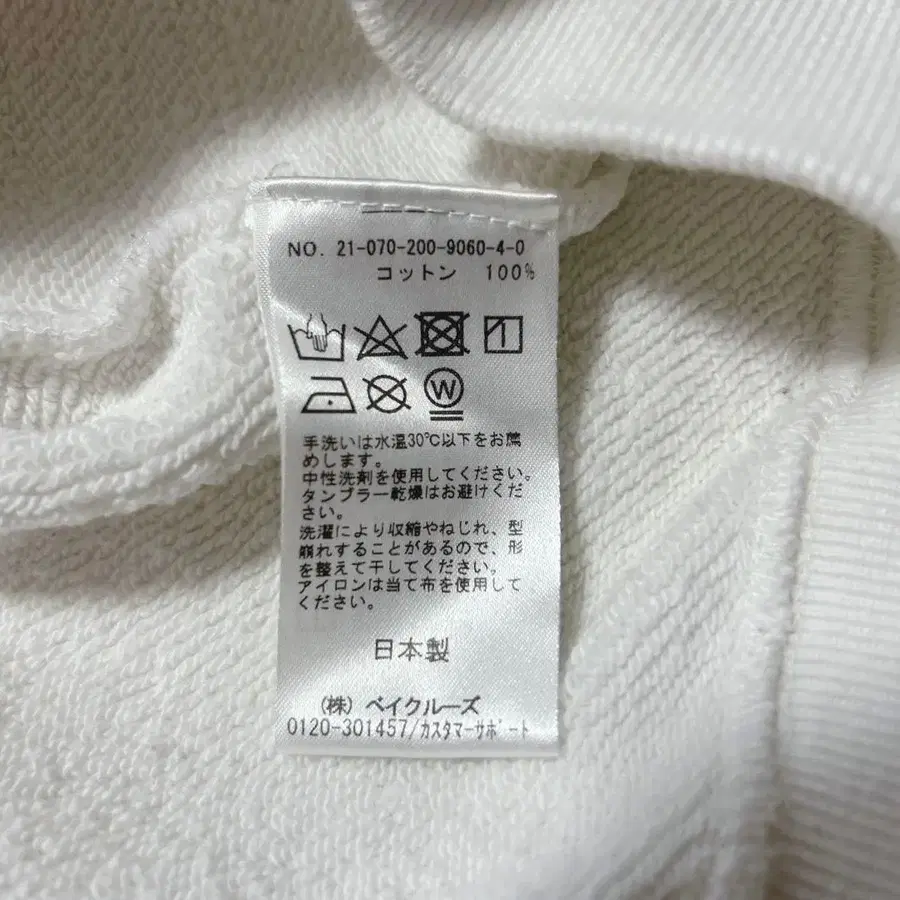 NO. 21-070-200-9060-4-0
コットン 100%
W
手洗いは水温30℃以下をお薦
めします。
中性洗剤を使用してください。
タンブラー乾燥はお避けくだ
さい。
洗濯により収縮やねじれ、型
崩れすることがあるので、形
を整えて干してください。
アイロンは当て布を使用して
ください。
日本製
(株) ベイクルーズ
0120-301457/カスタマーサポート